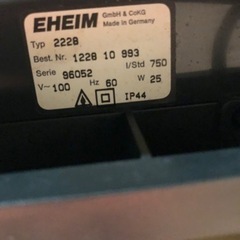 EHEIM GmbH & CoKG
Made in Germany
Typ 2228
Best. Nr. 1228 10 993
Serie 96052 l/Std 750
V~ 100 Hz 60 W 25
IP44